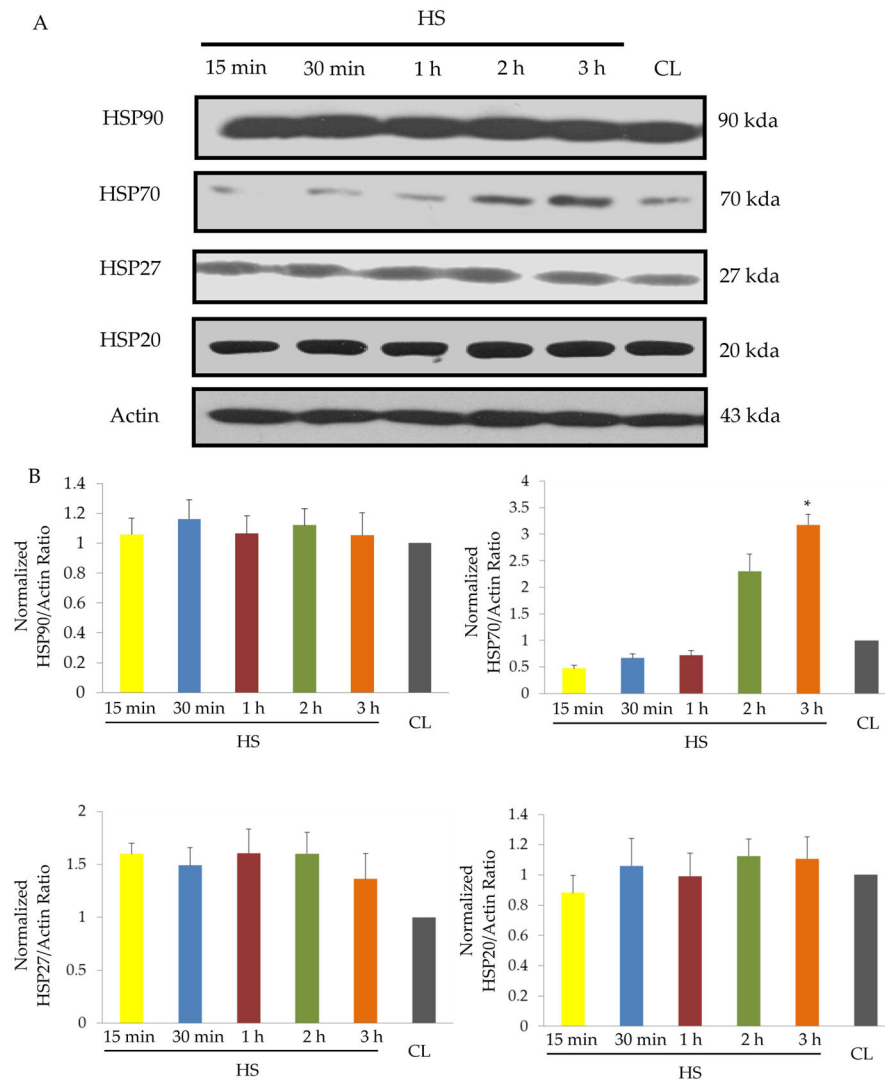 A
HS
15 min 30 min 1 h 2 h 3 h CL
HSP90 90 kda
HSP70 70 kda
HSP27 27 kda
HSP20 20 kda
Actin 43 kda
B
Normalized
HSP90/Actin Ratio
1.4
1.2
1
0.8
0.6
0.4
0.2
0
15 min 30 min 1 h 2 h 3 h
HS
CL
Normalized
HSP70/Actin Ratio
4
3.5
3
2.5
2
1.5
1
0.5
0
*
15 min 30 min 1 h 2 h 3 h
HS
CL
Normalized
HSP27/Actin Ratio
2
1.5
1
0.5
0
15 min 30 min 1 h 2 h 3 h
HS
CL
Normalized
HSP20/Actin Ratio
1.4
1.2
1
0.8
0.6
0.4
0.2
0
15 min 30 min 1 h 2 h 3 h
HS
CL